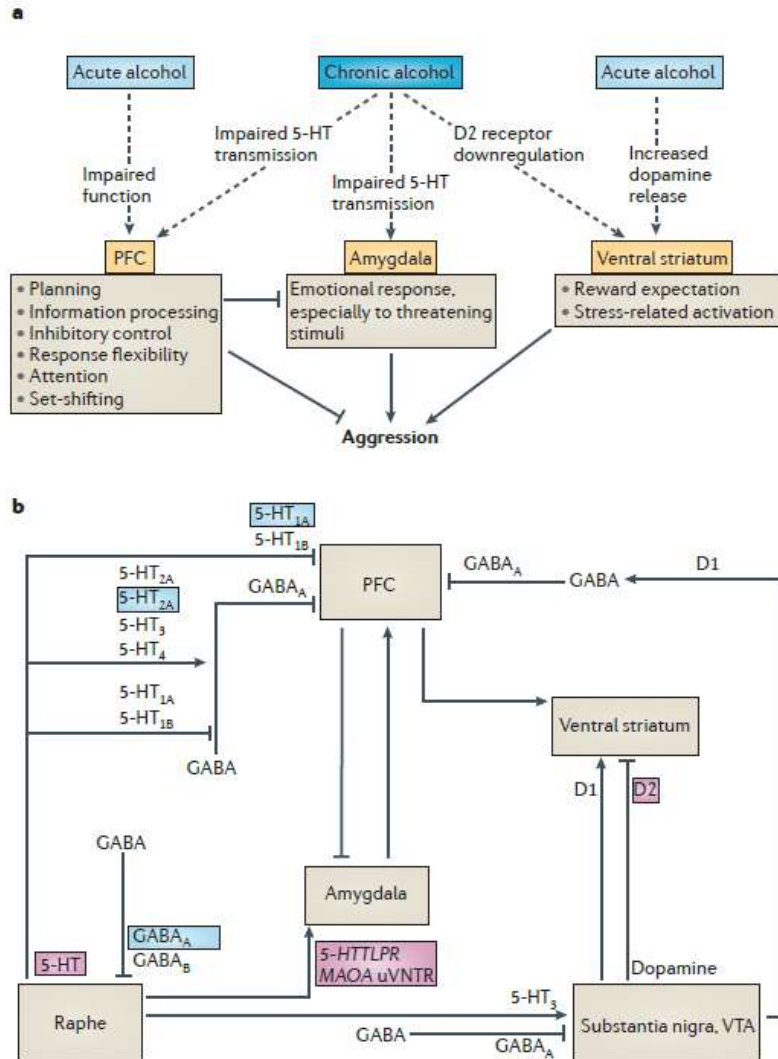 a
Acute alcohol
Chronic alcohol
Acute alcohol
Impaired 5-HT
transmission
D2 receptor
downregulation
Impaired
function
Impaired 5-HT
transmission
Increased
dopamine
release
PFC
Amygdala
Ventral striatum
• Planning
• Information processing
• Inhibitory control
• Response flexibility
• Attention
• Set-shifting
Emotional response,
especially to threatening
stimuli
• Reward expectation
• Stress-related activation
Aggression
b
5-HT1A
5-HT1B
5-HT2A
5-HT2A
5-HT3
5-HT4
GABAA
PFC
GABAA
GABA
D1
5-HT1A
5-HT1B
GABA
Ventral striatum
D1
D2
GABA
Amygdala
GABAA
GABAB
5-HT
5-HTTLPR
MAOA uVNTR
Dopamine
Raphe
5-HT3
Substantia nigra, VTA
GABA
GABAA